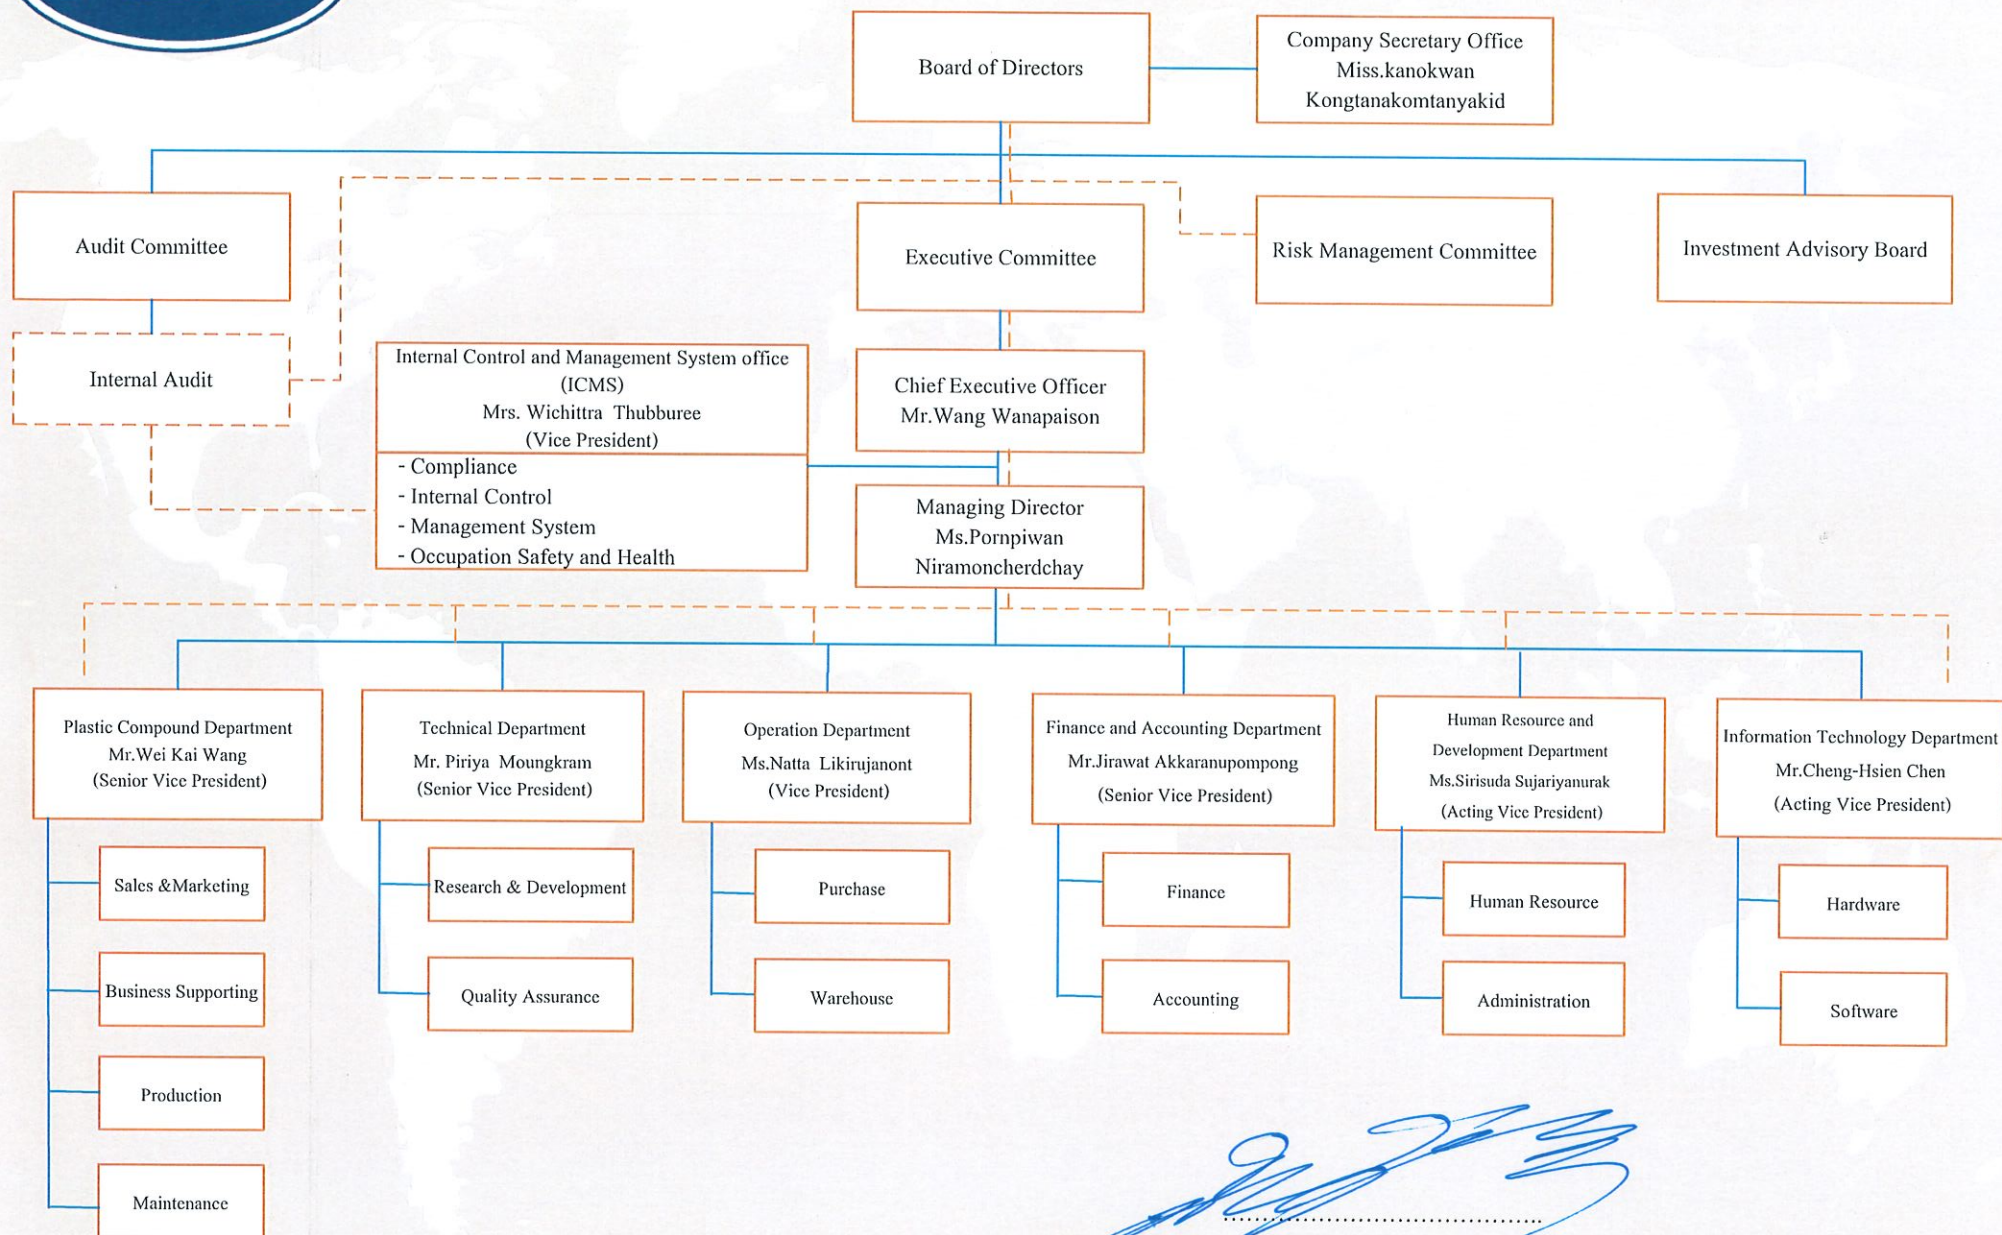 Board of Directors
Company Secretary Office
Miss.kanokwan
Kongtanakomtanyakid
Audit Committee
Executive Committee
Risk Management Committee
Investment Advisory Board
Internal Audit
Internal Control and Management System office
(ICMS)
Mrs. Wichittra Thubburee
(Vice President)
- Compliance
- Internal Control
- Management System
- Occupation Safety and Health
Chief Executive Officer
Mr.Wang Wanapaison
Managing Director
Ms.Pornpiwan
Niramoncherdchay
Plastic Compound Department
Mr.Wei Kai Wang
(Senior Vice President)
Technical Department
Mr. Piriya Moungkram
(Senior Vice President)
Operation Department
Ms.Natta Likirujanont
(Vice President)
Finance and Accounting Department
Mr.Jirawat Akkaranupompong
(Senior Vice President)
Human Resource and
Development Department
Ms.Sirisuda Sujariyanurak
(Acting Vice President)
Information Technology Department
Mr.Cheng-Hsien Chen
(Acting Vice President)
Sales &Marketing
Business Supporting
Production
Maintenance
Research & Development
Quality Assurance
Purchase
Warehouse
Finance
Accounting
Human Resource
Administration
Hardware
Software